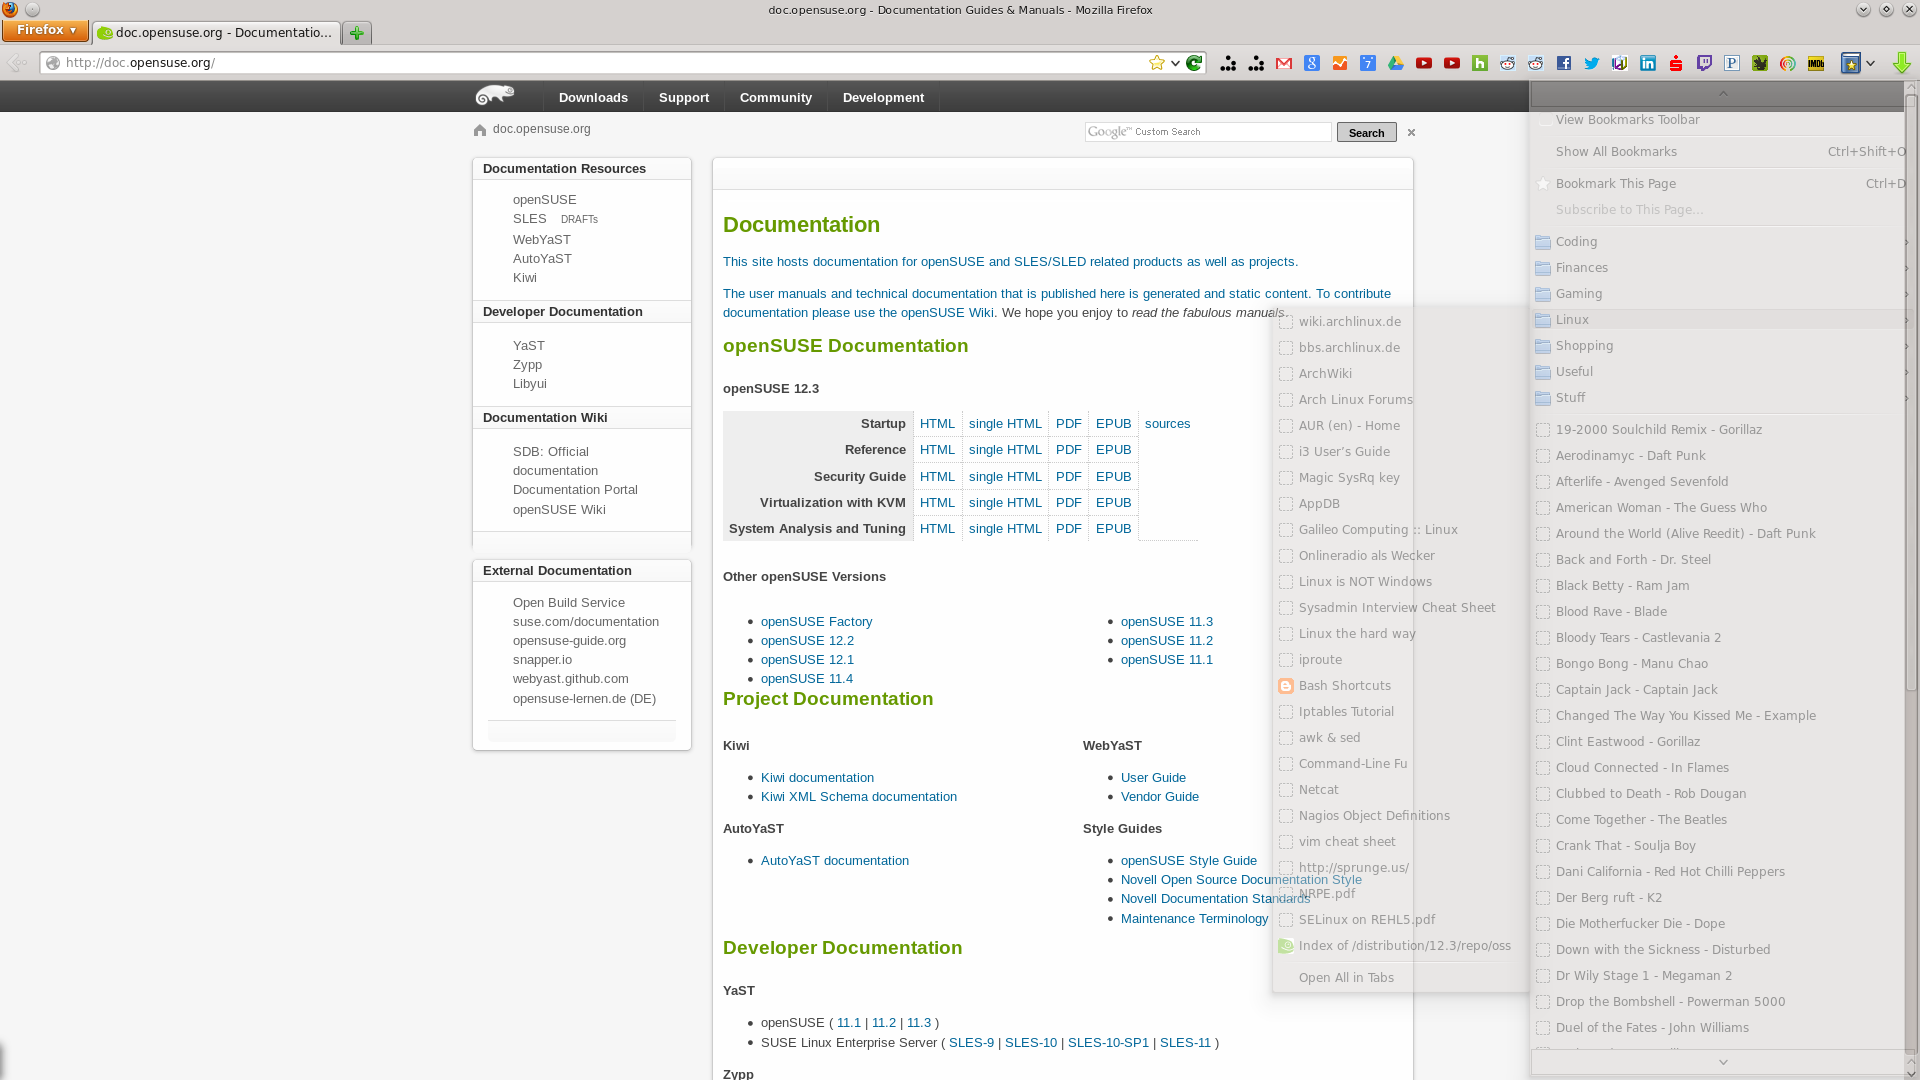 doc.opensuse.org - Documentation Guides & Manuals - Mozilla Firefox
Firefox
doc.opensuse.org - Documentatio...
http://doc.opensuse.org/
Downloads
Support
Community
Development
doc.opensuse.org
Google™ Custom Search
Search
Documentation Resources
openSUSE
SLES DRAFTs
WebYaST
AutoYaST
Kiwi
Developer Documentation
YaST
Zypp
Libyui
Documentation Wiki
SDB: Official
documentation
Documentation Portal
openSUSE Wiki
External Documentation
Open Build Service
suse.com/documentation
opensuse-guide.org
snapper.io
webyast.github.com
opensuse-lernen.de (DE)
Documentation
This site hosts documentation for openSUSE and SLES/SLED related products as well as projects.
The user manuals and technical documentation that is published here is generated and static content. To contribute
documentation please use the openSUSE Wiki. We hope you enjoy to read the fabulous manuals.
openSUSE Documentation
openSUSE 12.3
Startup HTML single HTML PDF EPUB sources
Reference HTML single HTML PDF EPUB
Security Guide HTML single HTML PDF EPUB
Virtualization with KVM HTML single HTML PDF EPUB
System Analysis and Tuning HTML single HTML PDF EPUB
Other openSUSE Versions
openSUSE Factory
openSUSE 12.2
openSUSE 12.1
openSUSE 11.4
openSUSE 11.3
openSUSE 11.2
openSUSE 11.1
Project Documentation
Kiwi
Kiwi documentation
Kiwi XML Schema documentation
WebYaST
User Guide
Vendor Guide
AutoYaST
AutoYaST documentation
Style Guides
openSUSE Style Guide
Novell Open Source Documentation Style
Novell Documentation Standards
Maintenance Terminology
Developer Documentation
YaST
openSUSE ( 11.1 | 11.2 | 11.3 )
SUSE Linux Enterprise Server ( SLES-9 | SLES-10 | SLES-10-SP1 | SLES-11 )
Zypp
wiki.archlinux.de
bbs.archlinux.de
ArchWiki
Arch Linux Forums
AUR (en) - Home
i3 User's Guide
Magic SysRq key
AppDB
Galileo Computing :: Linux
Onlineradio als Wecker
Linux is NOT Windows
Sysadmin Interview Cheat Sheet
Linux the hard way
iproute
Bash Shortcuts
Iptables Tutorial
awk & sed
Command-Line Fu
Netcat
Nagios Object Definitions
vim cheat sheet
http://sprunge.us/
NRPE.pdf
SELinux on REHL5.pdf
Index of /distribution/12.3/repo/oss
Open All in Tabs
View Bookmarks Toolbar
Show All Bookmarks Ctrl+Shift+O
Bookmark This Page Ctrl+D
Subscribe to This Page...
Coding
Finances
Gaming
Linux
Shopping
Useful
Stuff
19-2000 Soulchild Remix - Gorillaz
Aerodinamyc - Daft Punk
Afterlife - Avenged Sevenfold
American Woman - The Guess Who
Around the World (Alive Reedit) - Daft Punk
Back and Forth - Dr. Steel
Black Betty - Ram Jam
Blood Rave - Blade
Bloody Tears - Castlevania 2
Bongo Bong - Manu Chao
Captain Jack - Captain Jack
Changed The Way You Kissed Me - Example
Clint Eastwood - Gorillaz
Cloud Connected - In Flames
Clubbed to Death - Rob Dougan
Come Together - The Beatles
Crank That - Soulja Boy
Dani California - Red Hot Chilli Peppers
Der Berg ruft - K2
Die Motherfucker Die - Dope
Down with the Sickness - Disturbed
Dr Wily Stage 1 - Megaman 2
Drop the Bombshell - Powerman 5000
Duel of the Fates - John Williams